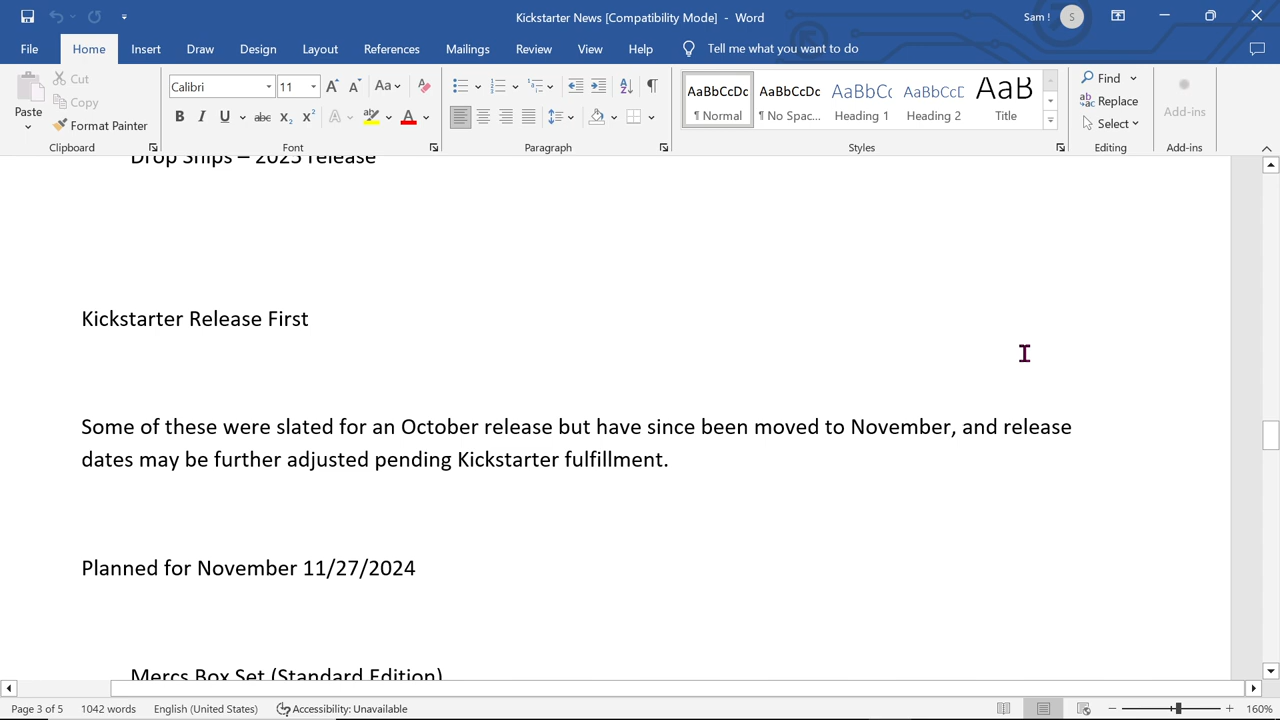 Kickstarter News [Compatibility Mode] - Word
Sam !
S
File Home Insert Draw Design Layout References Mailings Review View Help Tell me what you want to do
Paste
Cut
Copy
Format Painter
Clipboard
Calibri 11
Aa
B I U abc x₂ x² A A
Font
Paragraph
AaBbCcDc AaBbCcDc AaBbCc AaBbCcD AaB
¶ Normal ¶ No Spac... Heading 1 Heading 2 Title
Styles
Find
Replace
Select
Editing
Add-ins
Add-ins
Drop Ships – 2025 release
Kickstarter Release First
Some of these were slated for an October release but have since been moved to November, and release
dates may be further adjusted pending Kickstarter fulfillment.
Planned for November 11/27/2024
Mercs Box Set (Standard Edition)
Page 3 of 5 1042 words English (United States) Accessibility: Unavailable 160%